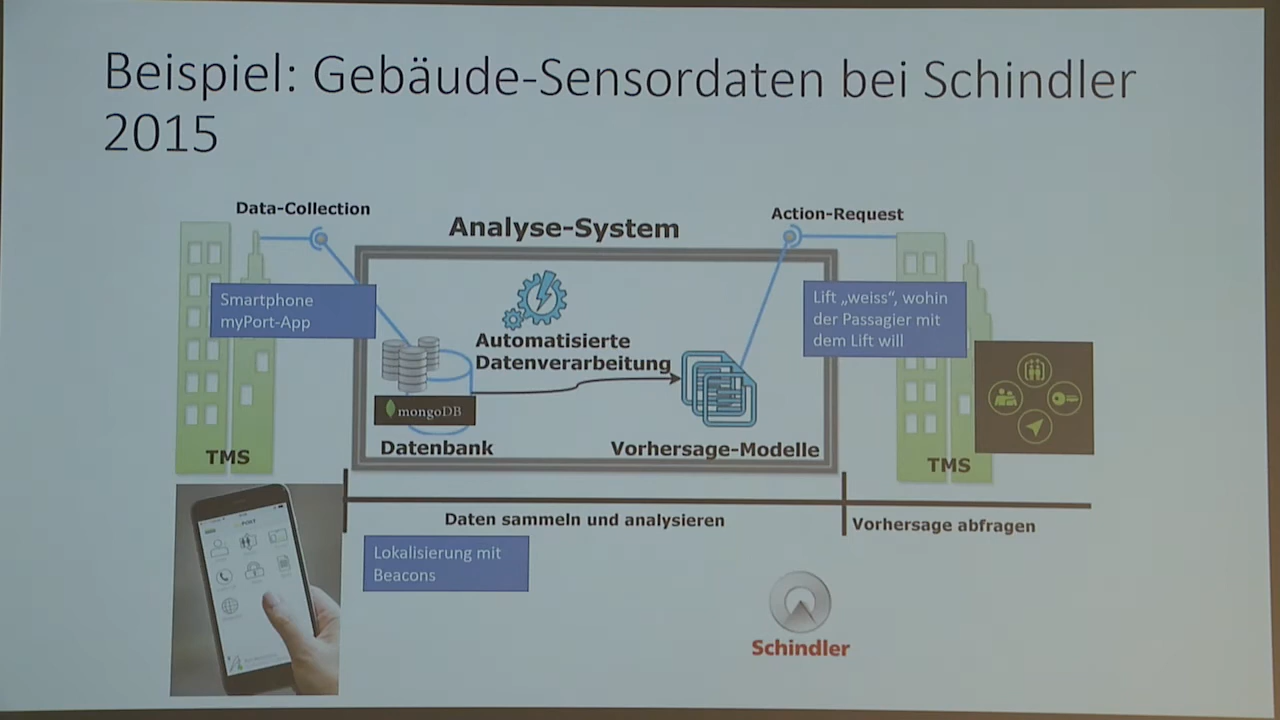 Beispiel: Gebäude-Sensordaten bei Schindler
2015
Data-Collection
Analyse-System
Action-Request
Smartphone
myPort-App
Lift „weiss“, wohin
der Passagier mit
dem Lift will
Automatisierte
Datenverarbeitung
mongoDB
Datenbank
Vorhersage-Modelle
TMS
TMS
Daten sammeln und analysieren
Vorhersage abfragen
Lokalisierung mit
Beacons
Schindler